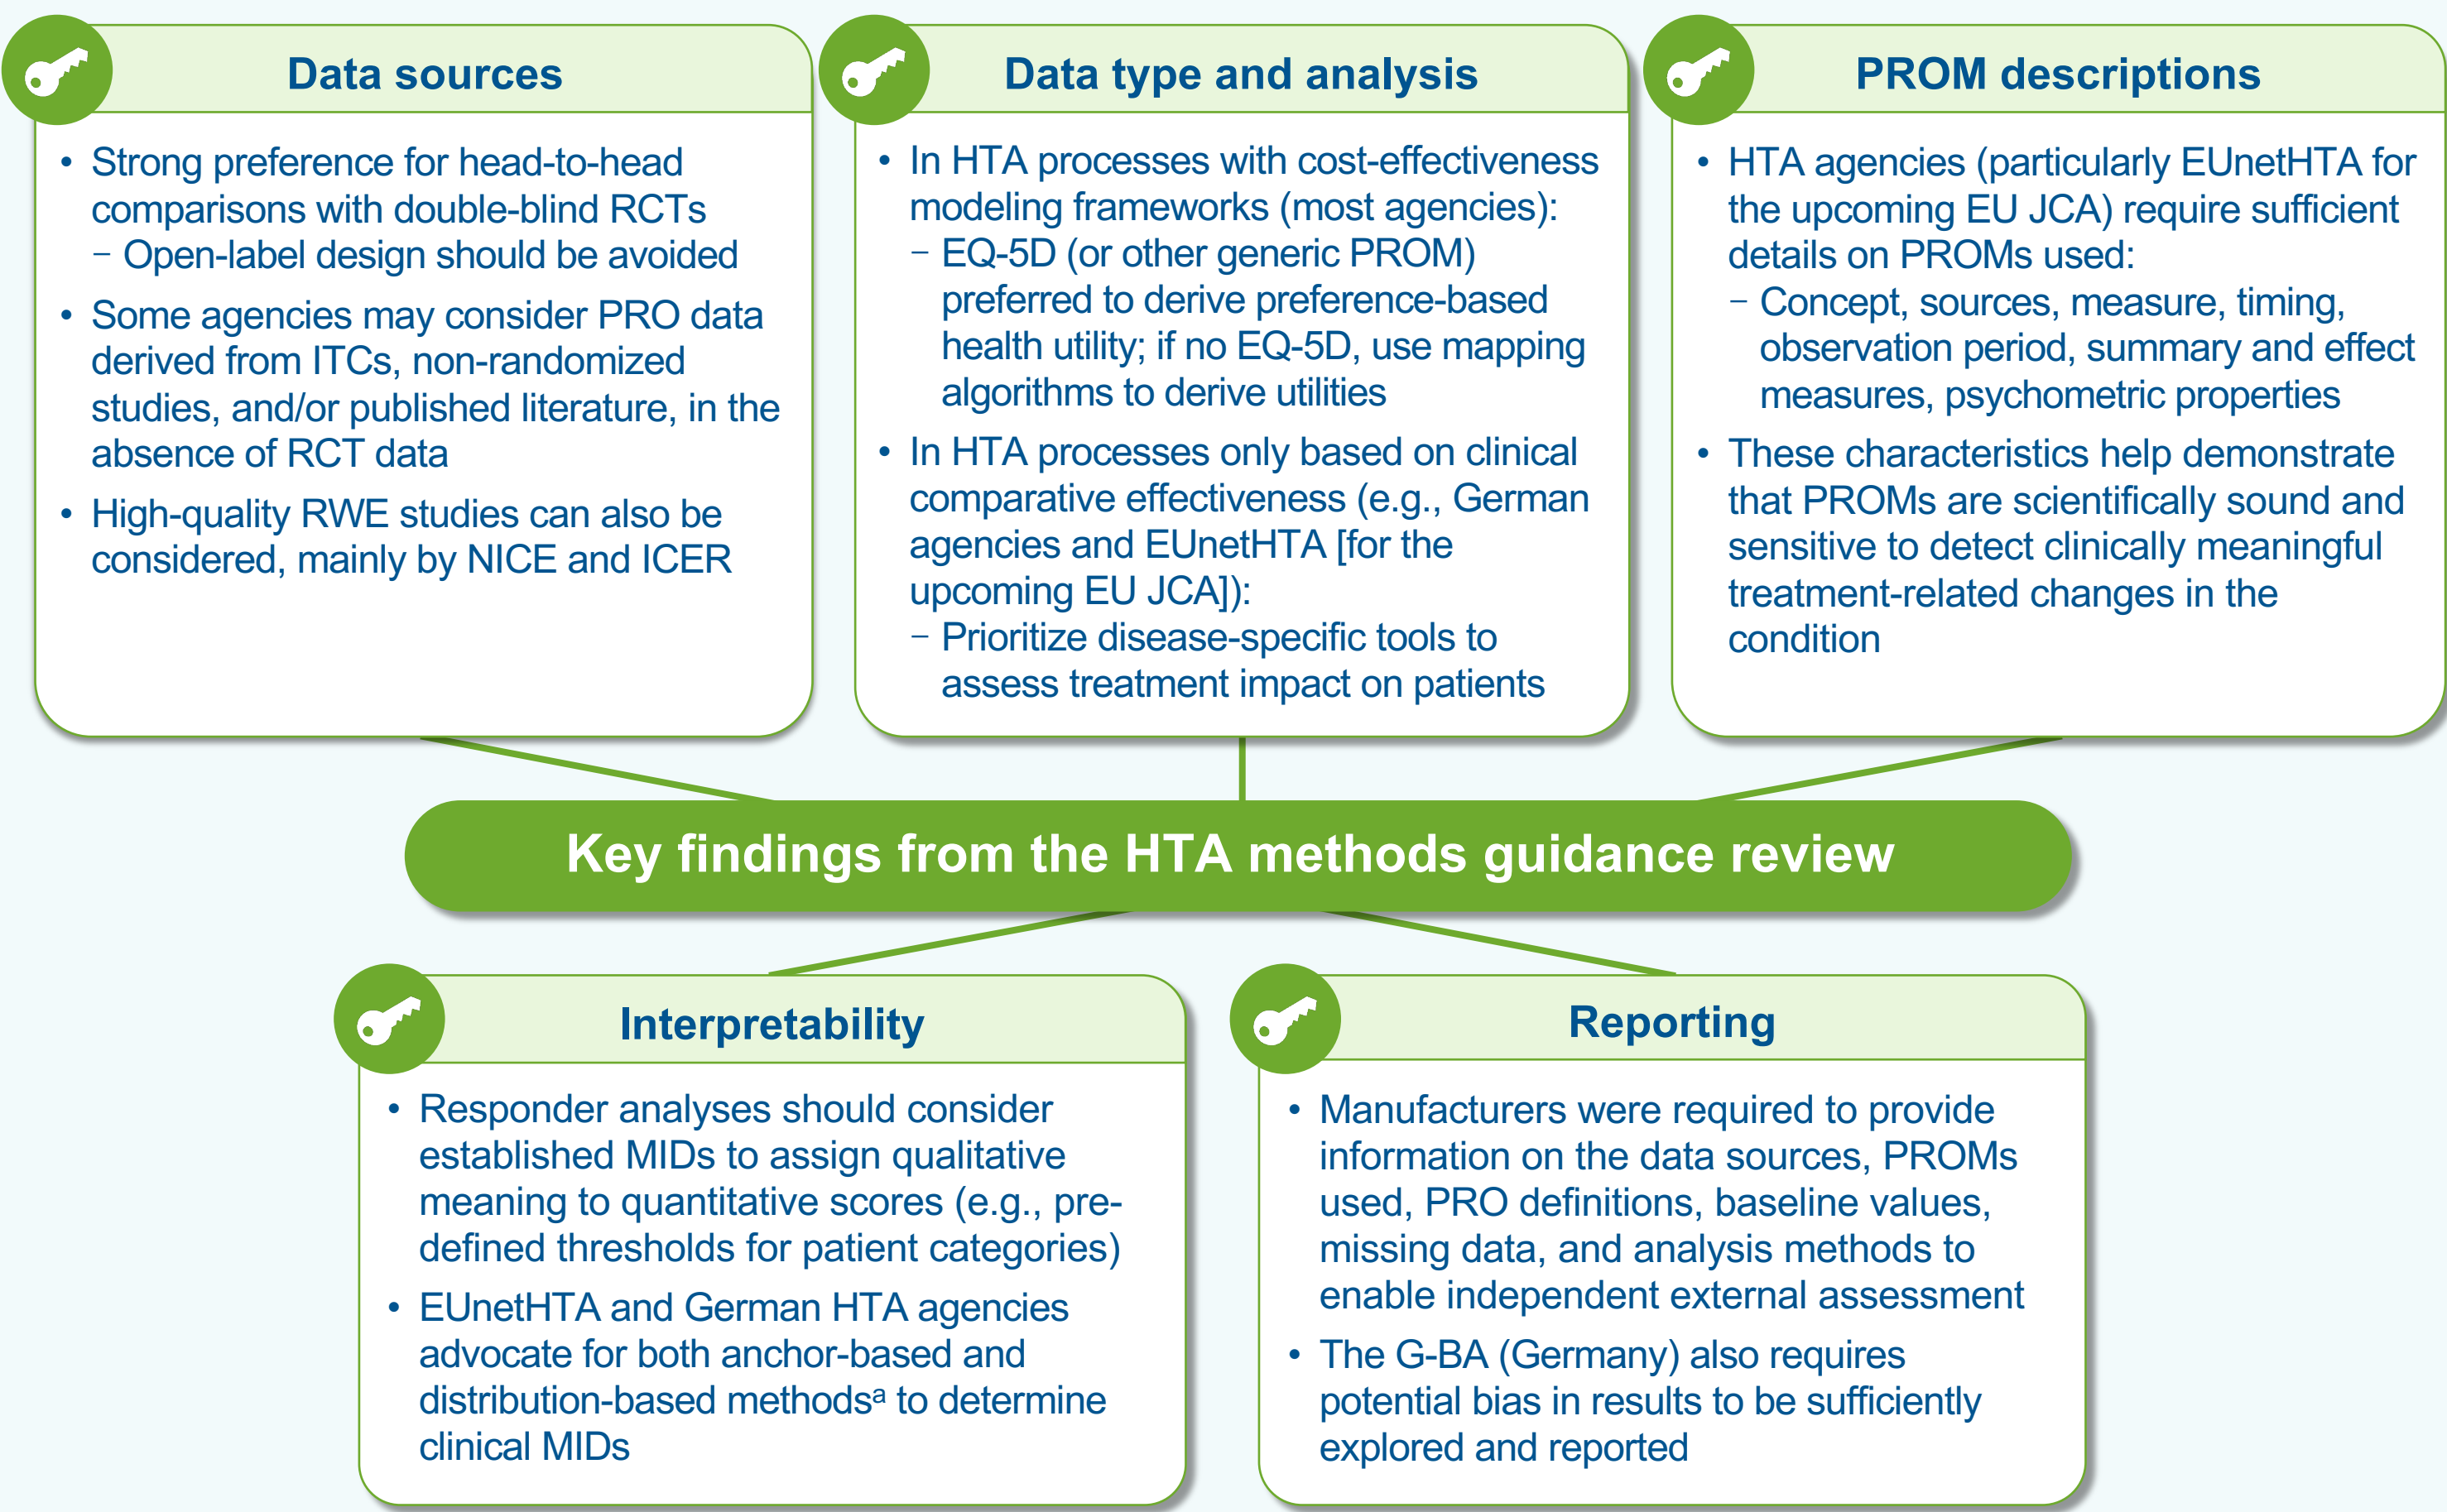 Data sources
• Strong preference for head-to-head
comparisons with double-blind RCTs
– Open-label design should be avoided
• Some agencies may consider PRO data
derived from ITCs, non-randomized
studies, and/or published literature, in the
absence of RCT data
• High-quality RWE studies can also be
considered, mainly by NICE and ICER
Data type and analysis
• In HTA processes with cost-effectiveness
modeling frameworks (most agencies):
– EQ-5D (or other generic PROM)
preferred to derive preference-based
health utility; if no EQ-5D, use mapping
algorithms to derive utilities
• In HTA processes only based on clinical
comparative effectiveness (e.g., German
agencies and EUnetHTA [for the
upcoming EU JCA]):
– Prioritize disease-specific tools to
assess treatment impact on patients
PROM descriptions
• HTA agencies (particularly EUnetHTA for
the upcoming EU JCA) require sufficient
details on PROMs used:
– Concept, sources, measure, timing,
observation period, summary and effect
measures, psychometric properties
• These characteristics help demonstrate
that PROMs are scientifically sound and
sensitive to detect clinically meaningful
treatment-related changes in the
condition
Key findings from the HTA methods guidance review
Interpretability
• Responder analyses should consider
established MIDs to assign qualitative
meaning to quantitative scores (e.g., pre-
defined thresholds for patient categories)
• EUnetHTA and German HTA agencies
advocate for both anchor-based and
distribution-based methodsᵃ to determine
clinical MIDs
Reporting
• Manufacturers were required to provide
information on the data sources, PROMs
used, PRO definitions, baseline values,
missing data, and analysis methods to
enable independent external assessment
• The G-BA (Germany) also requires
potential bias in results to be sufficiently
explored and reported